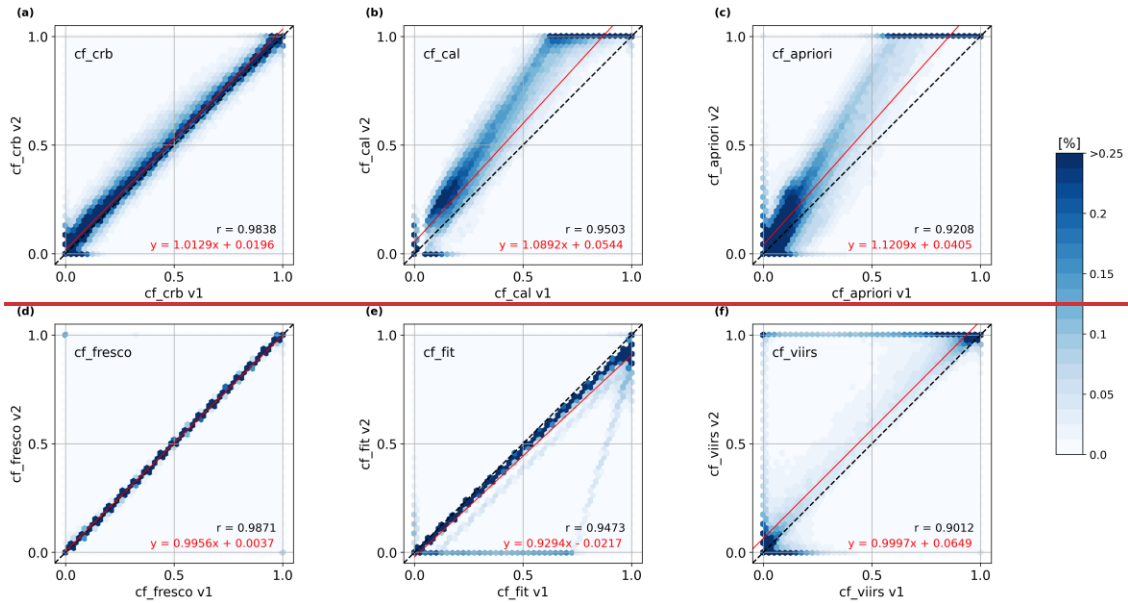 (a)
cf_crb
1.0
0.5
0.0
cf_crb v2
r = 0.9838
y = 1.0129x + 0.0196
0.0 0.5 1.0
cf_crb v1
(b)
cf_cal
1.0
0.5
0.0
cf_cal v2
r = 0.9503
y = 1.0892x + 0.0544
0.0 0.5 1.0
cf_cal v1
(c)
cf_apriori
1.0
0.5
0.0
cf_apriori v2
r = 0.9208
y = 1.1209x + 0.0405
0.0 0.5 1.0
cf_apriori v1
(d)
cf_fresco
1.0
0.5
0.0
cf_fresco v2
r = 0.9871
y = 0.9956x + 0.0037
0.0 0.5 1.0
cf_fresco v1
(e)
cf_fit
1.0
0.5
0.0
cf_fit v2
r = 0.9473
y = 0.9294x - 0.0217
0.0 0.5 1.0
cf_fit v1
(f)
cf_viirs
1.0
0.5
0.0
cf_viirs v2
r = 0.9012
y = 0.9997x + 0.0649
0.0 0.5 1.0
cf_viirs v1
[%]
>0.25
0.2
0.15
0.1
0.05
0.0